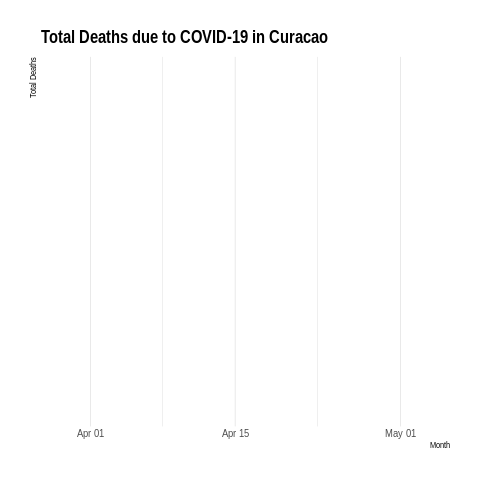 Total Deaths due to COVID-19 in Curacao
Total Deaths
Apr 01
Apr 15
May 01
Month